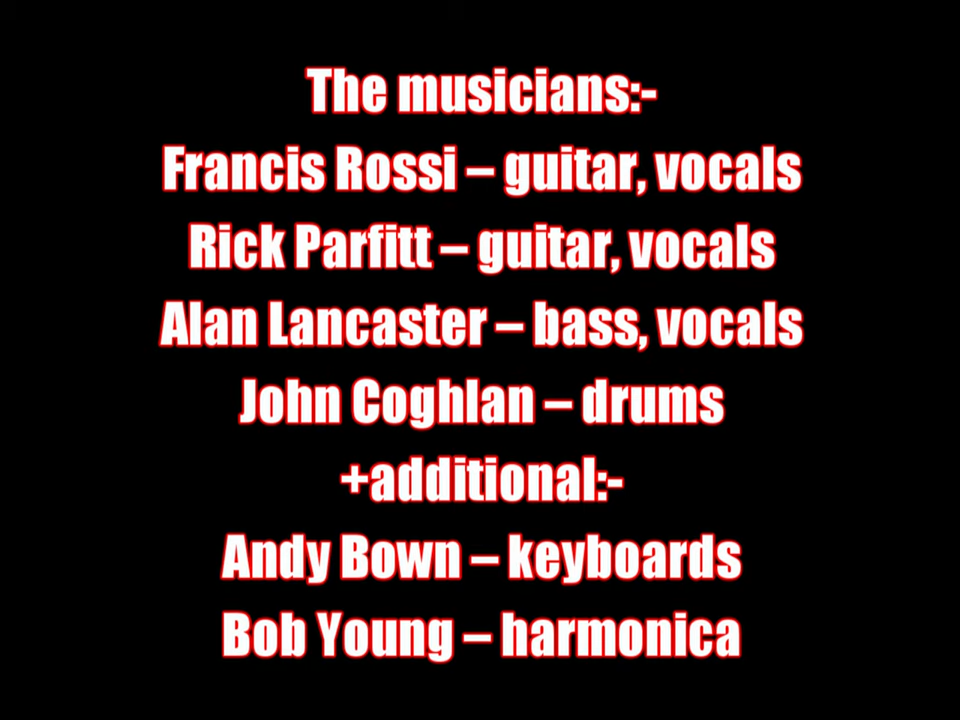 The musicians:-
Francis Rossi – guitar, vocals
Rick Parfitt – guitar, vocals
Alan Lancaster – bass, vocals
John Coghlan – drums
+additional:-
Andy Bown – keyboards
Bob Young – harmonica